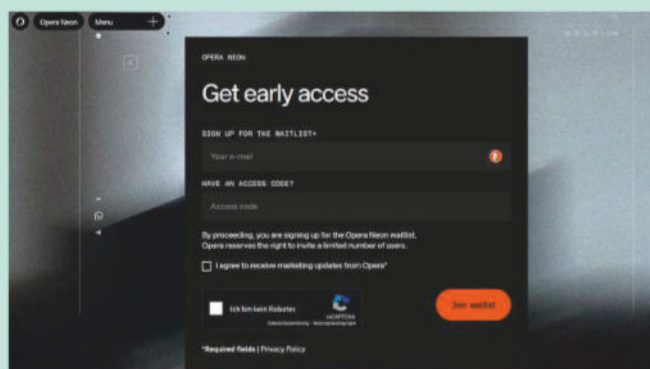 Opera Neon
Menu
OPERA NEON
Get early access
SIGN UP FOR THE WAITLIST*
Your e-mail
HAVE AN ACCESS CODE?
Access code
By proceeding, you are signing up for the Opera Neon waitlist.
Opera reserves the right to invite a limited number of users.
I agree to receive marketing updates from Opera*
Ich bin kein Roboter.
reCAPTCHA
Datenschutzerklärung - Nutzungsbedingungen
Join waitlist
*Required fields | Privacy Policy